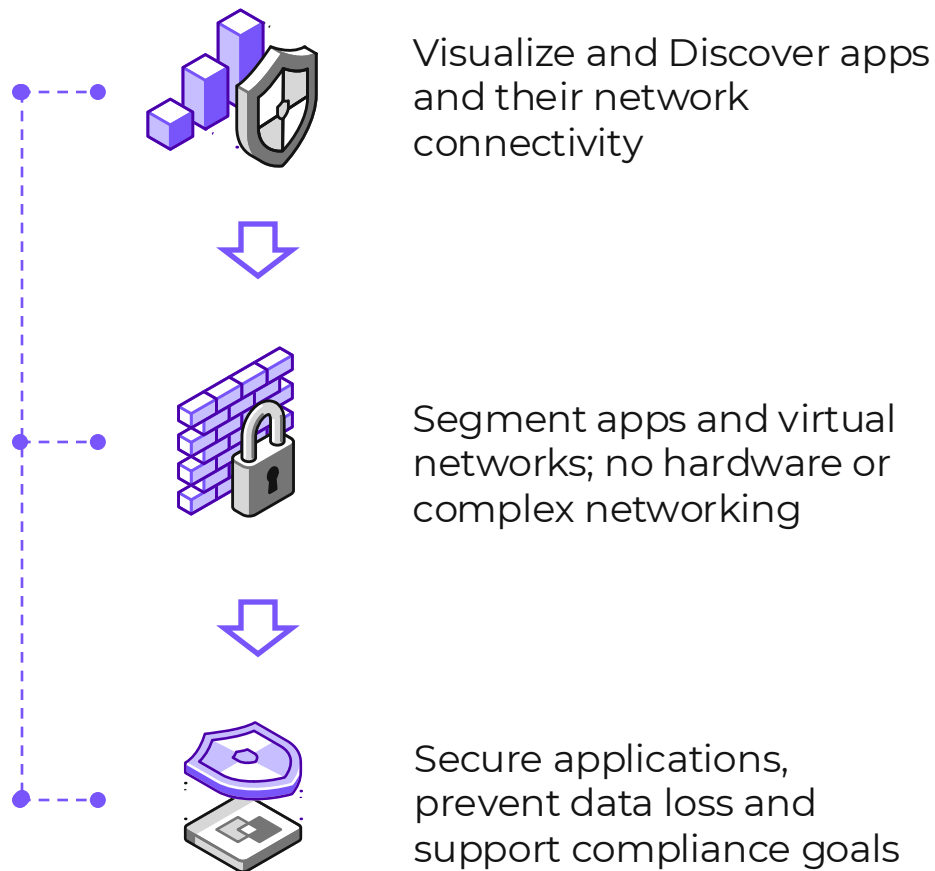 Visualize and Discover apps
and their network
connectivity
Segment apps and virtual
networks; no hardware or
complex networking
Secure applications,
prevent data loss and
support compliance goals